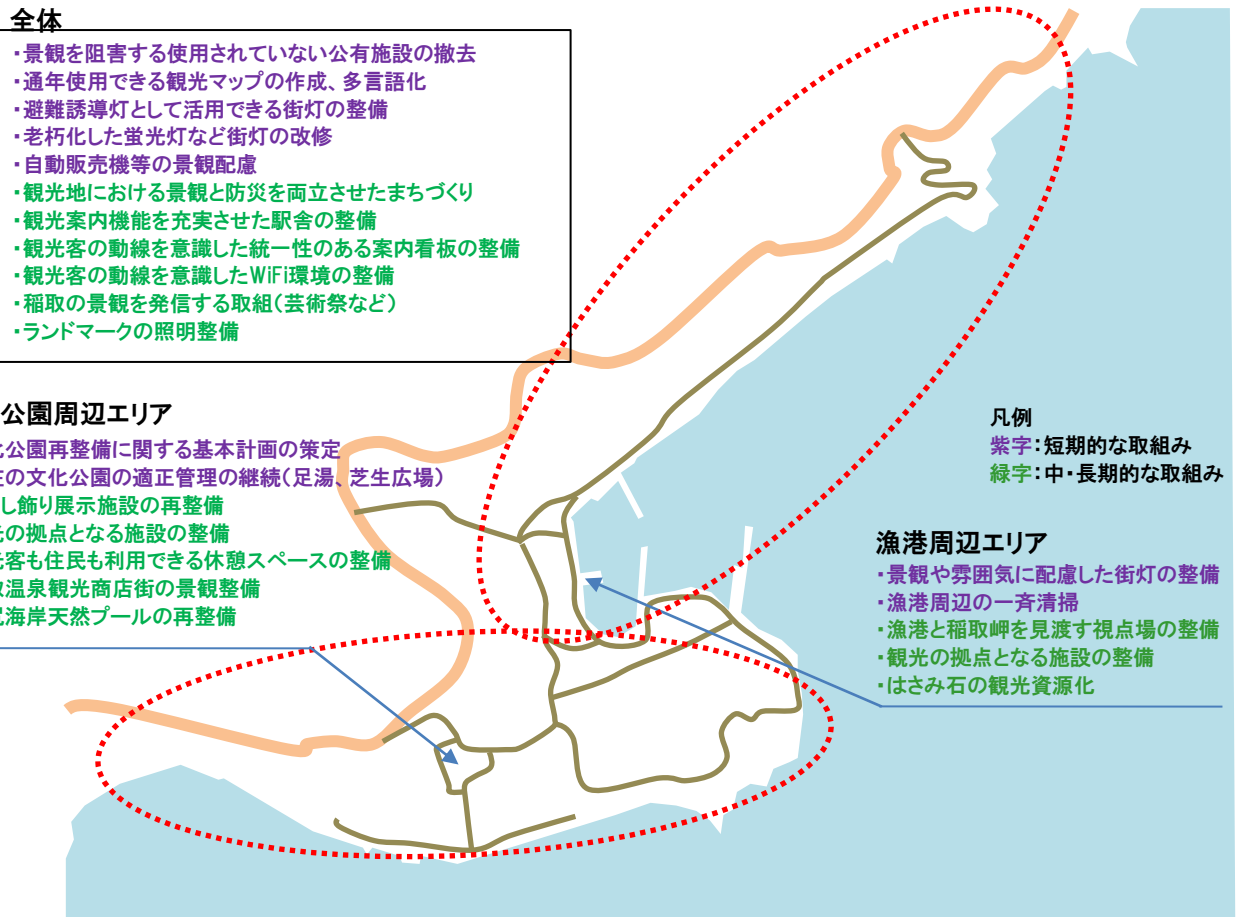 全体
・景観を阻害する使用されていない公有施設の撤去
・通年使用できる観光マップの作成、多言語化
・避難誘導灯として活用できる街灯の整備
・老朽化した蛍光灯など街灯の改修
・自動販売機等の景観配慮
・観光地における景観と防災を両立させたまちづくり
・観光案内機能を充実させた駅舎の整備
・観光客の動線を意識した統一性のある案内看板の整備
・観光客の動線を意識したWiFi環境の整備
・稲取の景観を発信する取組(芸術祭など)
・ランドマークの照明整備
公園周辺エリア
公園再整備に関する基本計画の策定
の文化公園の適正管理の継続(足湯、芝生広場)
し飾り展示施設の再整備
の拠点となる施設の整備
客も住民も利用できる休憩スペースの整備
温泉観光商店街の景観整備
海岸天然プールの再整備
凡例
紫字:短期的な取組み
緑字:中・長期的な取組み
漁港周辺エリア
・景観や雰囲気に配慮した街灯の整備
・漁港周辺の一斉清掃
・漁港と稲取岬を見渡す視点場の整備
・観光の拠点となる施設の整備
・はさみ石の観光資源化